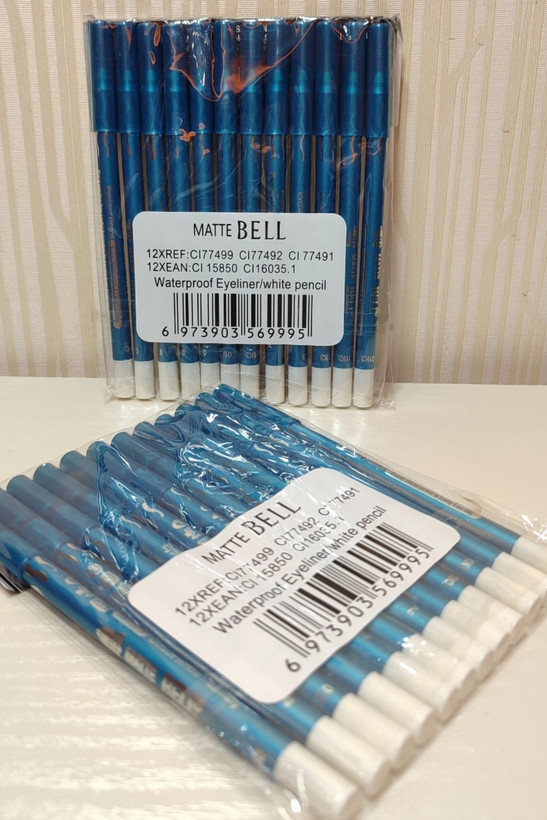 MATTE BELL
12XREF:CI77499 CI77492 CI 77491
12XEAN:CI 15850 CI16035.1
Waterproof Eyeliner/white pencil
6 973903 569995
MATTE BELL
12XREF:CI77499 CI77492 CI77491
12XEAN:CI 15850 CI16035.1
Waterproof Eyeliner/white pencil
6 973903 569995